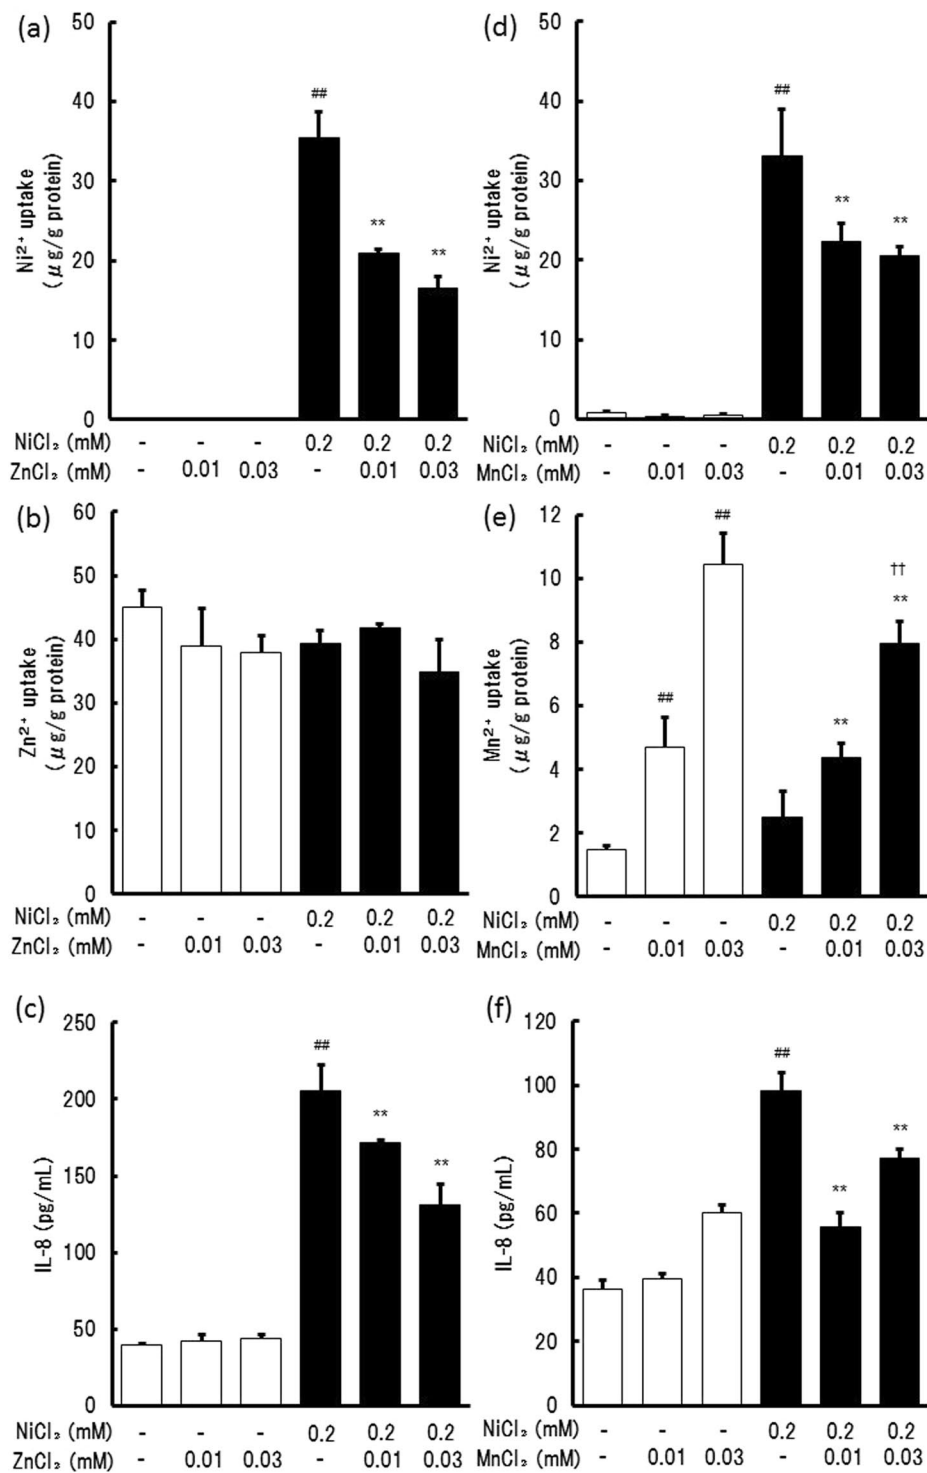 (a)
Ni²⁺ uptake
(μg/g protein)
50
40
30
20
10
0
##
**
**
NiCl₂ (mM) - - - 0.2 0.2 0.2
ZnCl₂ (mM) - 0.01 0.03 - 0.01 0.03
(d)
Ni²⁺ uptake
(μg/g protein)
50
40
30
20
10
0
##
**
**
NiCl₂ (mM) - - - 0.2 0.2 0.2
MnCl₂ (mM) - 0.01 0.03 - 0.01 0.03
(b)
Zn²⁺ uptake
(μg/g protein)
60
50
40
30
20
10
0
NiCl₂ (mM) - - - 0.2 0.2 0.2
ZnCl₂ (mM) - 0.01 0.03 - 0.01 0.03
(e)
Mn²⁺ uptake
(μg/g protein)
12
10
8
6
4
2
0
##
##
**
††
**
NiCl₂ (mM) - - - 0.2 0.2 0.2
MnCl₂ (mM) - 0.01 0.03 - 0.01 0.03
(c)
IL-8 (pg/mL)
250
200
150
100
50
0
##
**
**
NiCl₂ (mM) - - - 0.2 0.2 0.2
ZnCl₂ (mM) - 0.01 0.03 - 0.01 0.03
(f)
IL-8 (pg/mL)
120
100
80
60
40
20
0
##
**
**
NiCl₂ (mM) - - - 0.2 0.2 0.2
MnCl₂ (mM) - 0.01 0.03 - 0.01 0.03